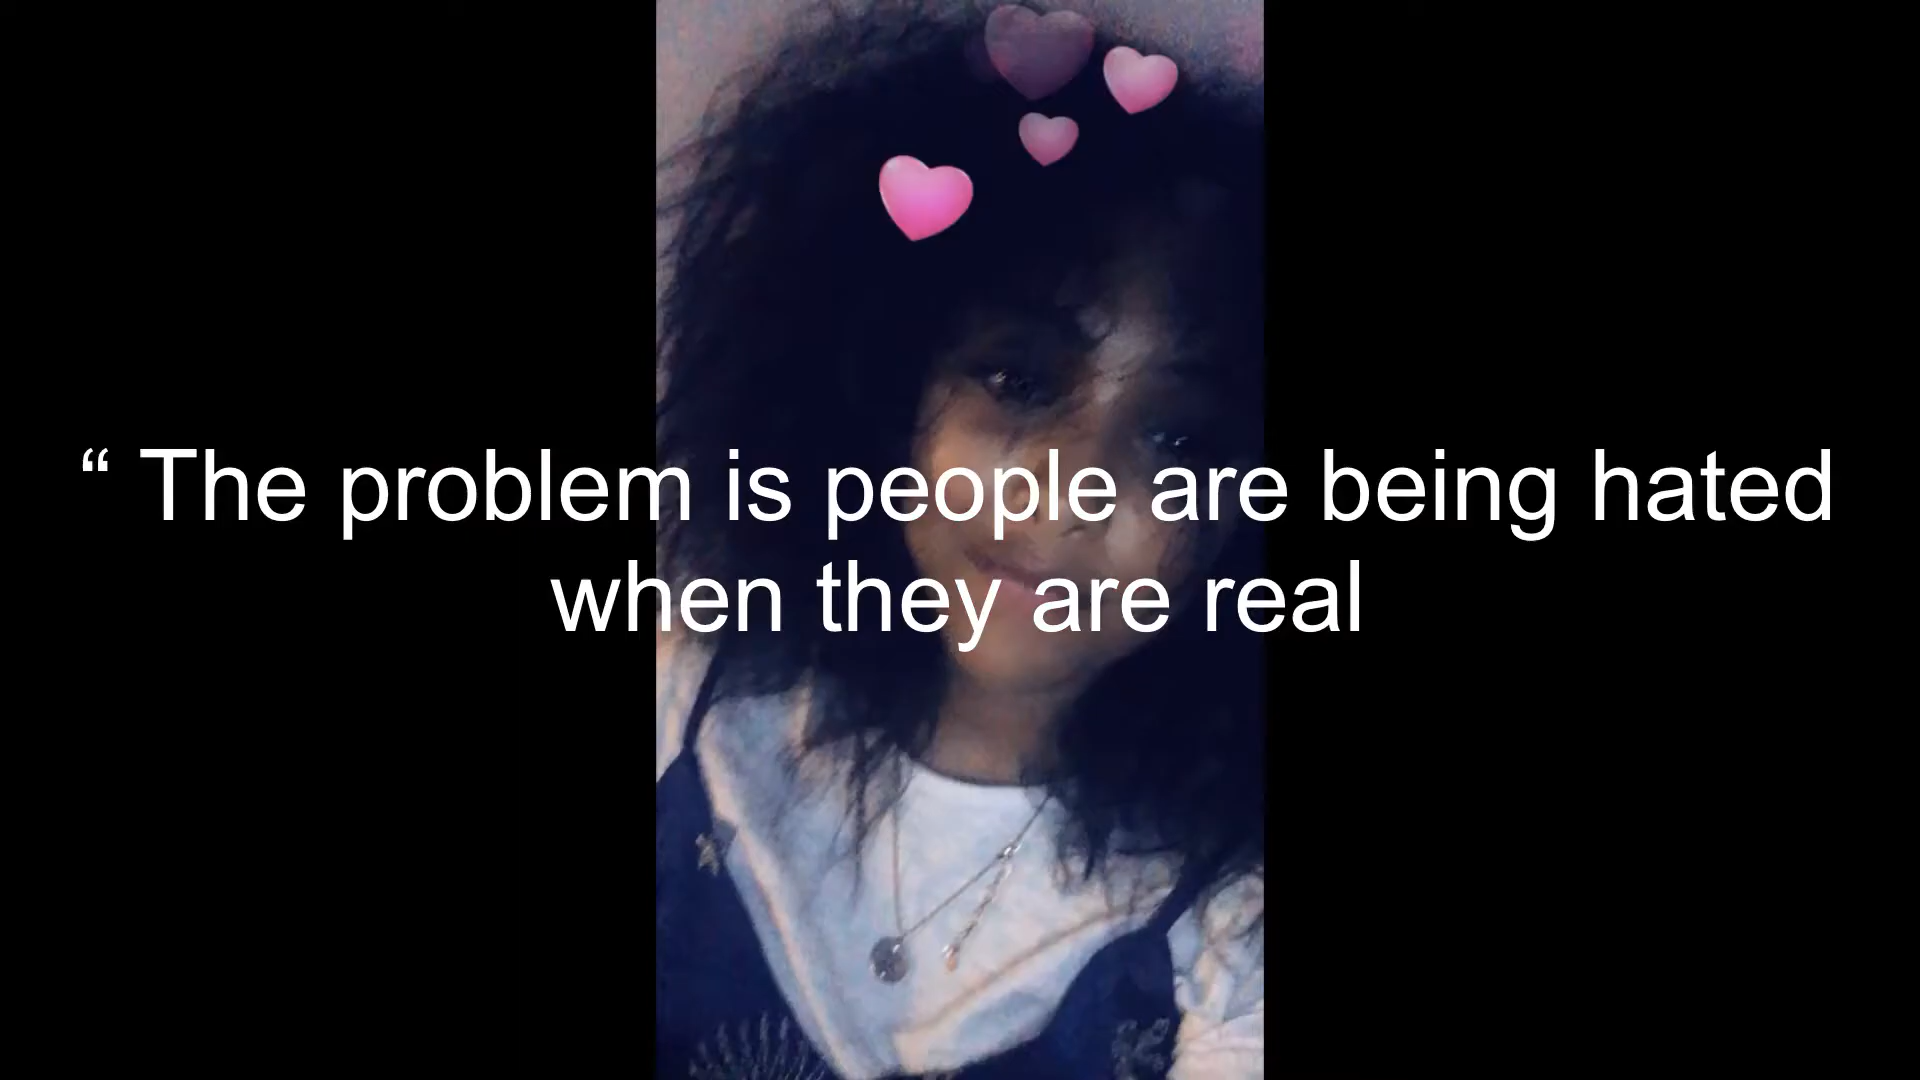 “ The problem is people are being hated
when they are real